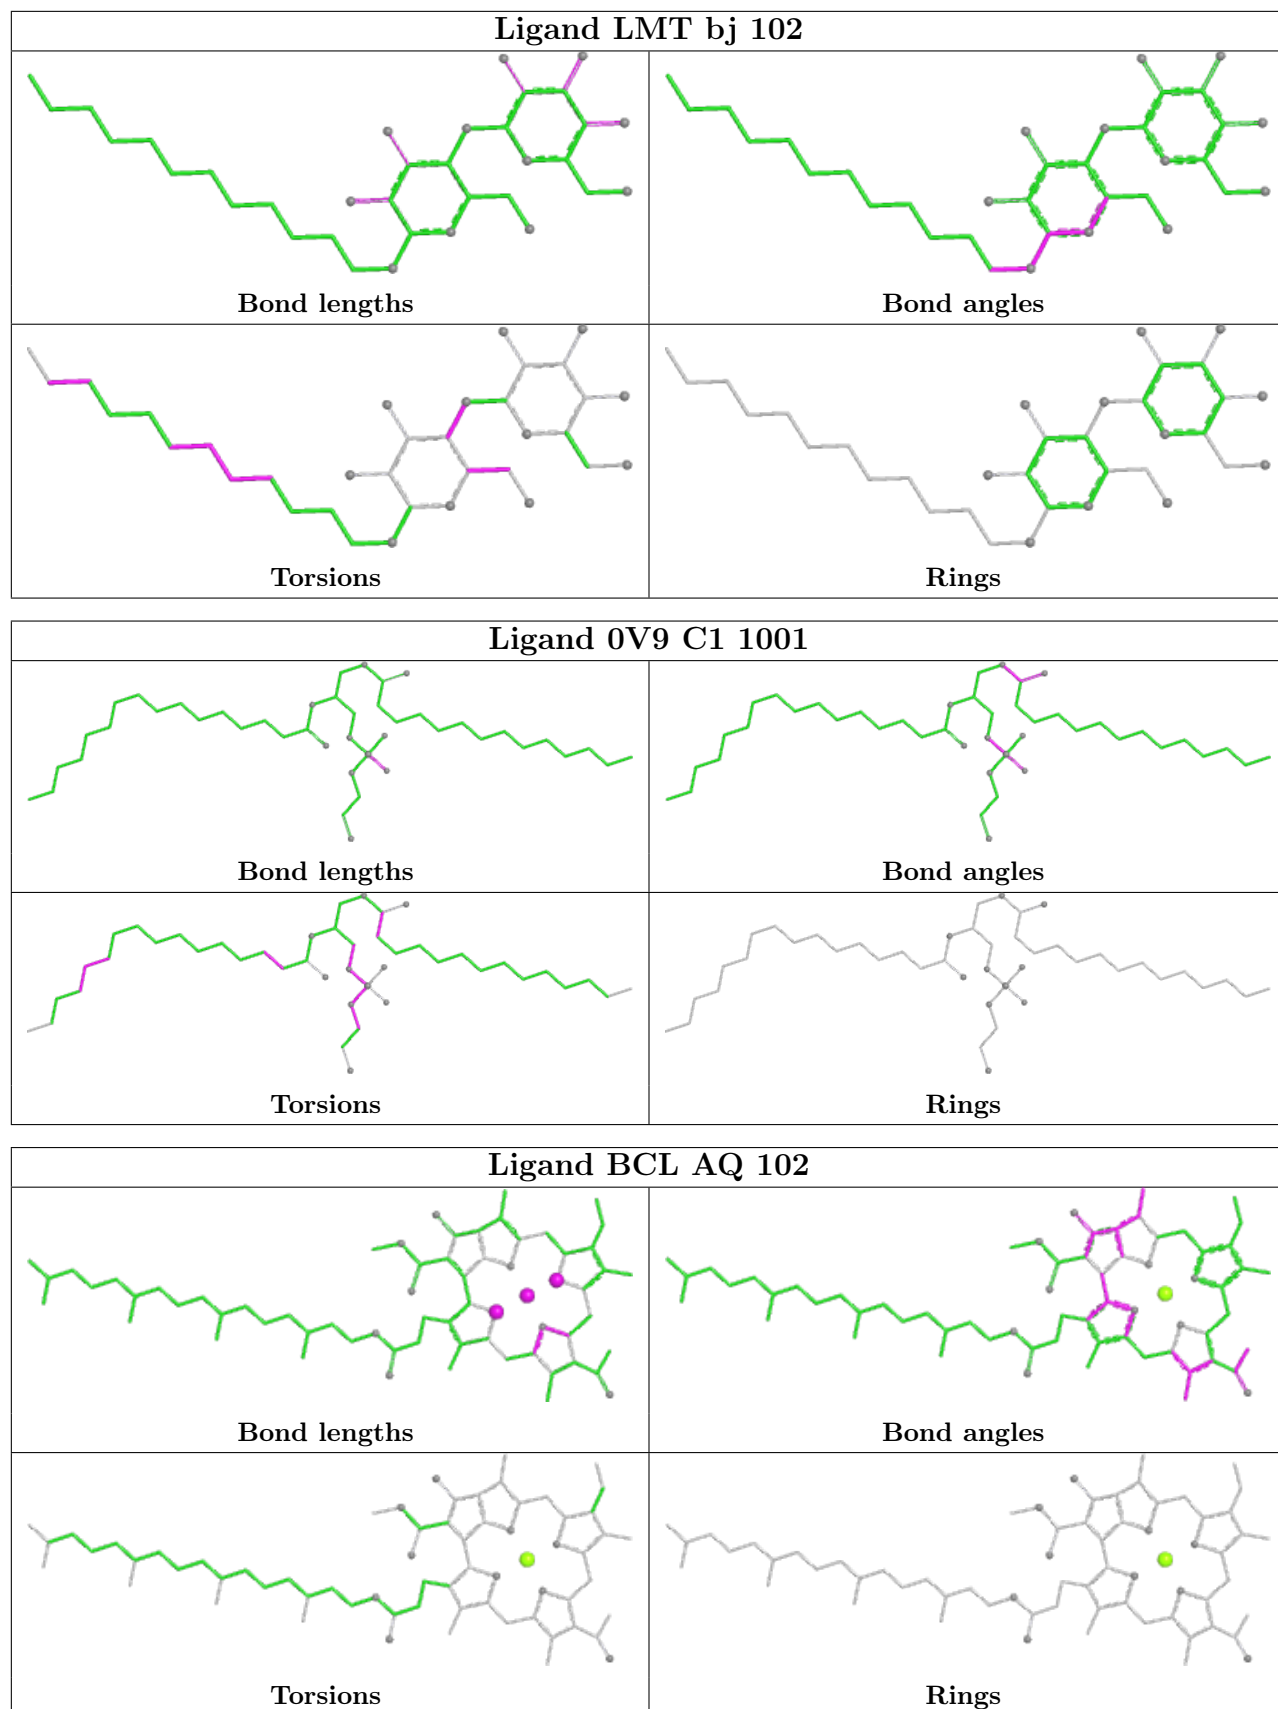 Ligand LMT bj 102
Bond lengths
Bond angles
Torsions
Rings
Ligand 0V9 C1 1001
Bond lengths
Bond angles
Torsions
Rings
Ligand BCL AQ 102
Bond lengths
Bond angles
Torsions
Rings